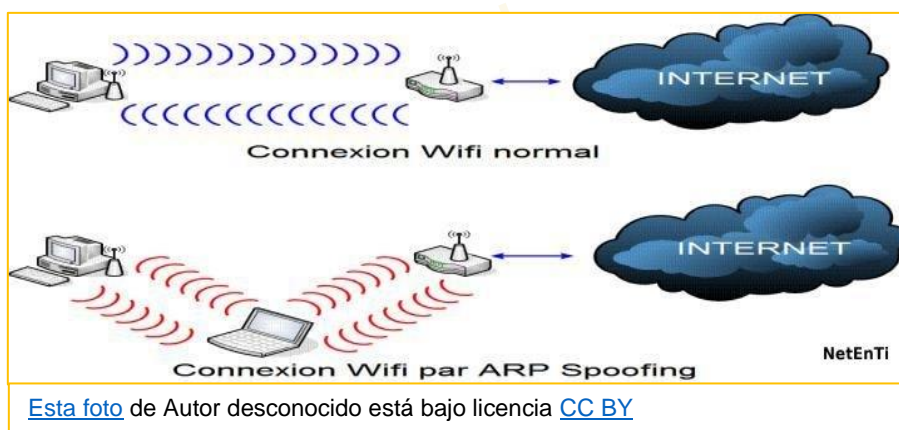 INTERNET
Connexion Wifi normal
INTERNET
NetEnTi
Connexion Wifi par ARP Spoofing
Esta foto de Autor desconocido está bajo licencia CC BY